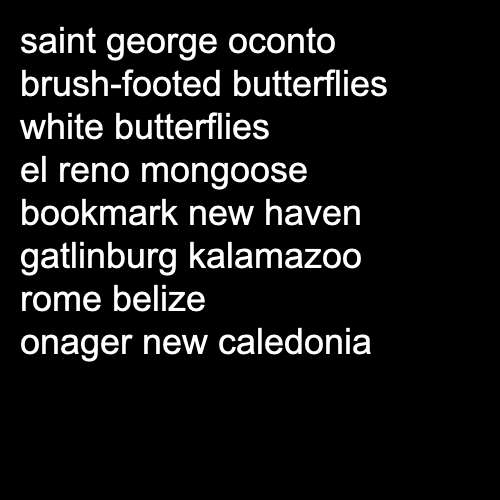 saint george oconto
brush-footed butterflies
white butterflies
el reno mongoose
bookmark new haven
gatlinburg kalamazoo
rome belize
onager new caledonia